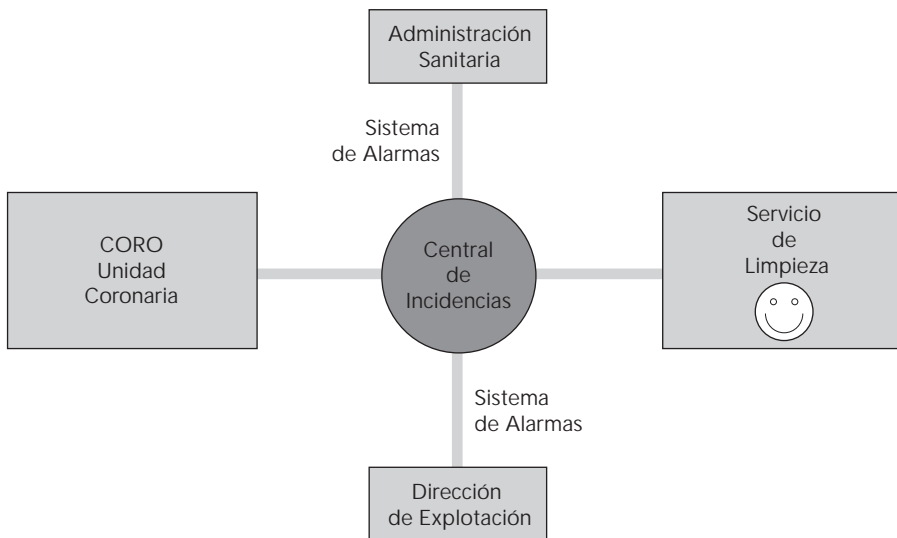 Administración
Sanitaria
Sistema
de Alarmas
CORO
Unidad
Coronaria
Central
de
Incidencias
Servicio
de
Limpieza
Sistema
de Alarmas
Dirección
de Explotación